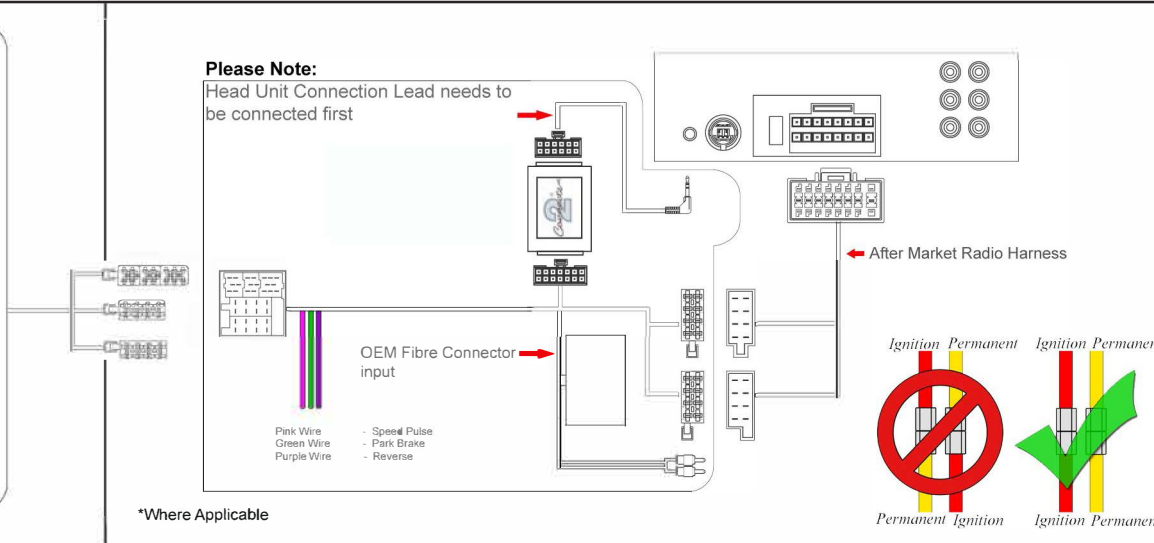 Please Note:
Head Unit Connection Lead needs to
be connected first
After Market Radio Harness
OEM Fibre Connector
input
Pink Wire - Speed Pulse
Green Wire - Park Brake
Purple Wire - Reverse
*Where Applicable
Ignition Permanent
Permanent Ignition
Ignition Permanen
Ignition Permanen